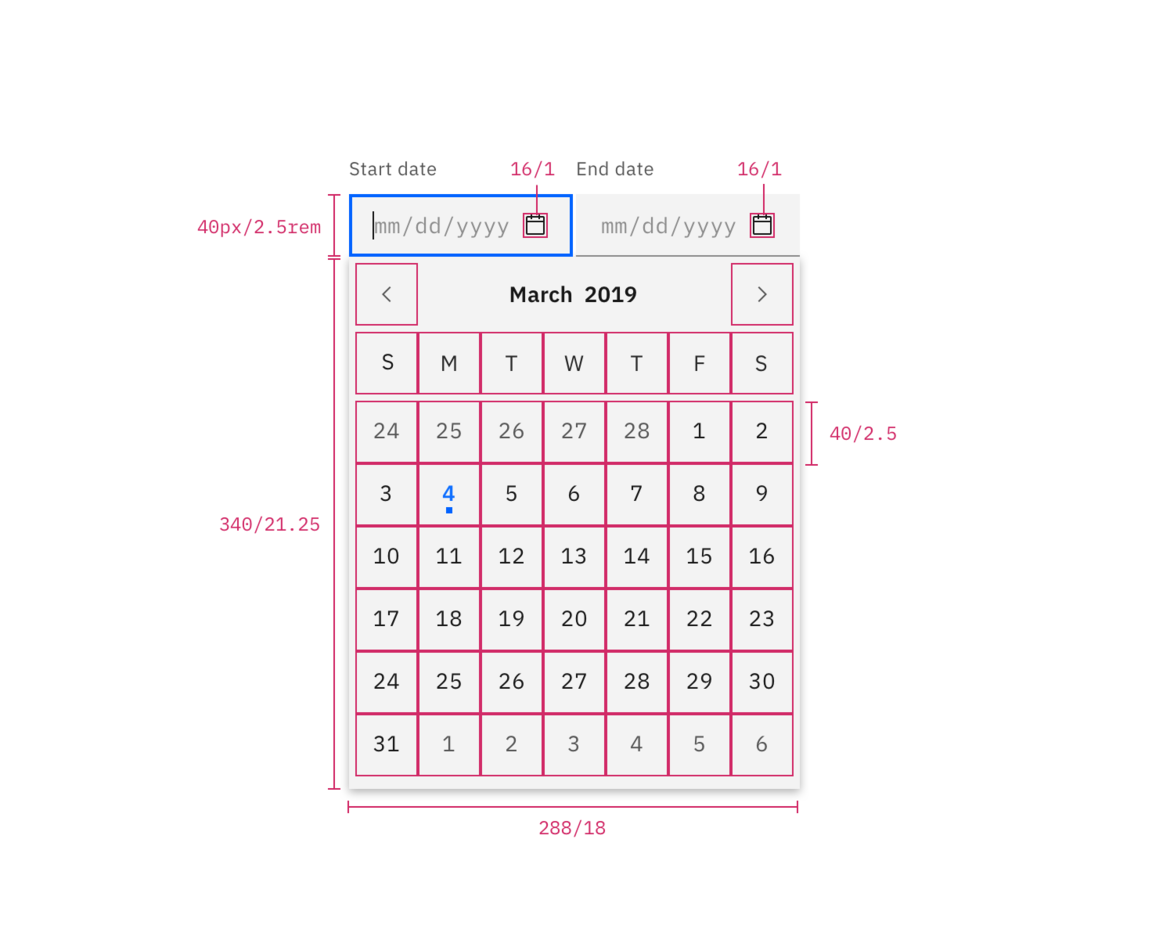 Start date 16/1 End date 16/1
40px/2.5rem mm/dd/yyyy mm/dd/yyyy
March 2019
S M T W T F S
24 25 26 27 28 1 2 40/2.5
3 4 5 6 7 8 9
340/21.25
10 11 12 13 14 15 16
17 18 19 20 21 22 23
24 25 26 27 28 29 30
31 1 2 3 4 5 6
288/18